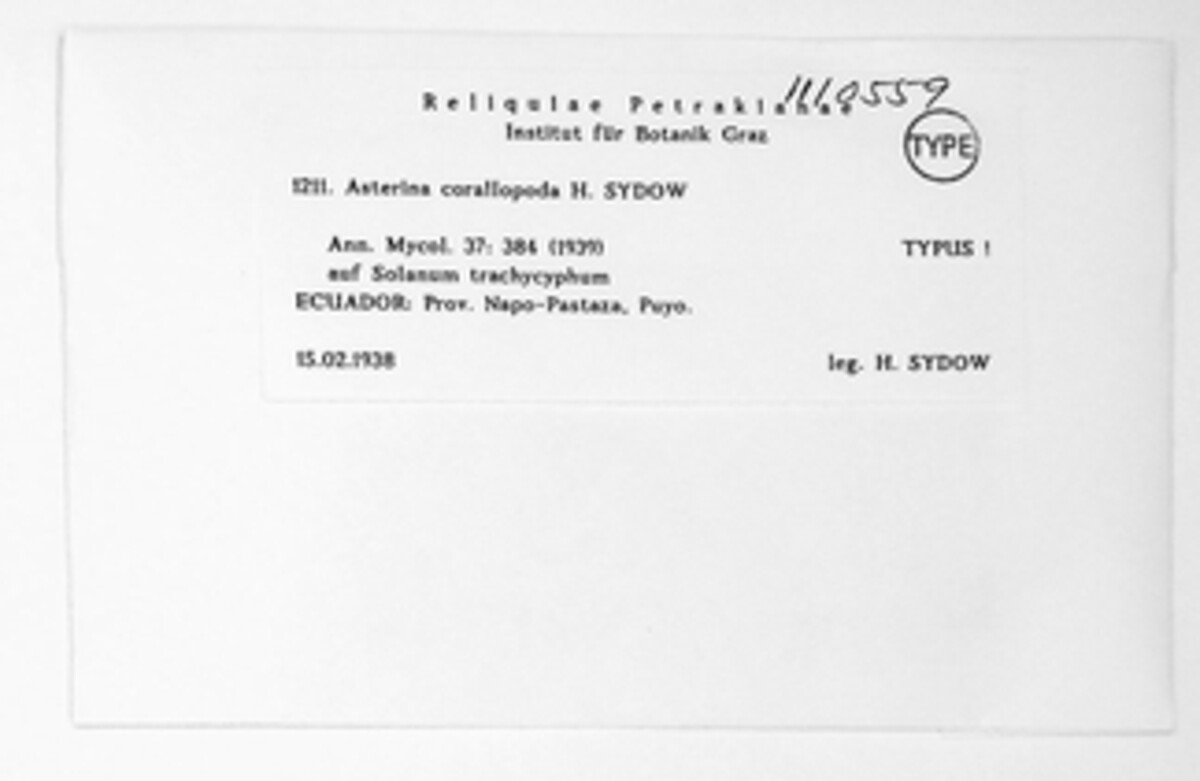 1110559
Reliquiae Petrakianae
Institut für Botanik Graz
TYPE
1211. Asterina corallopoda H. SYDOW
Ann. Mycol. 37: 384 (1939) TYPUS !
auf Solanum trachycyphum
ECUADOR: Prov. Napo-Pastaza, Puyo.
15.02.1938 leg. H. SYDOW